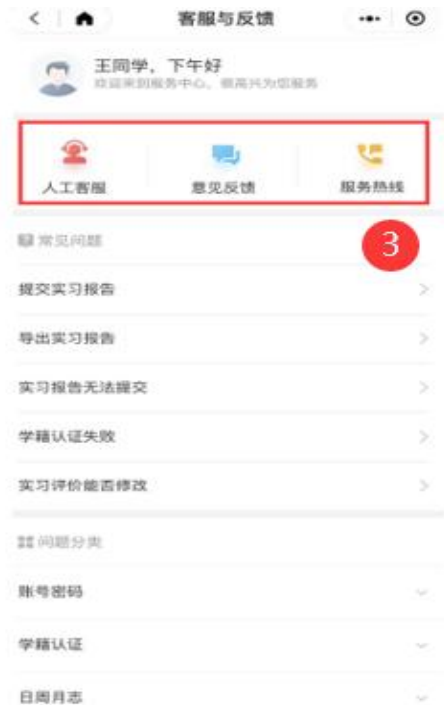 客服与反馈
王同学，下午好
欢迎来到服务中心，很高兴为您服务
人工客服 意见反馈 服务热线
常见问题
3
提交实习报告
导出实习报告
实习报告无法提交
学籍认证失败
实习评价能否修改
问题分类
账号密码
学籍认证
日周月志